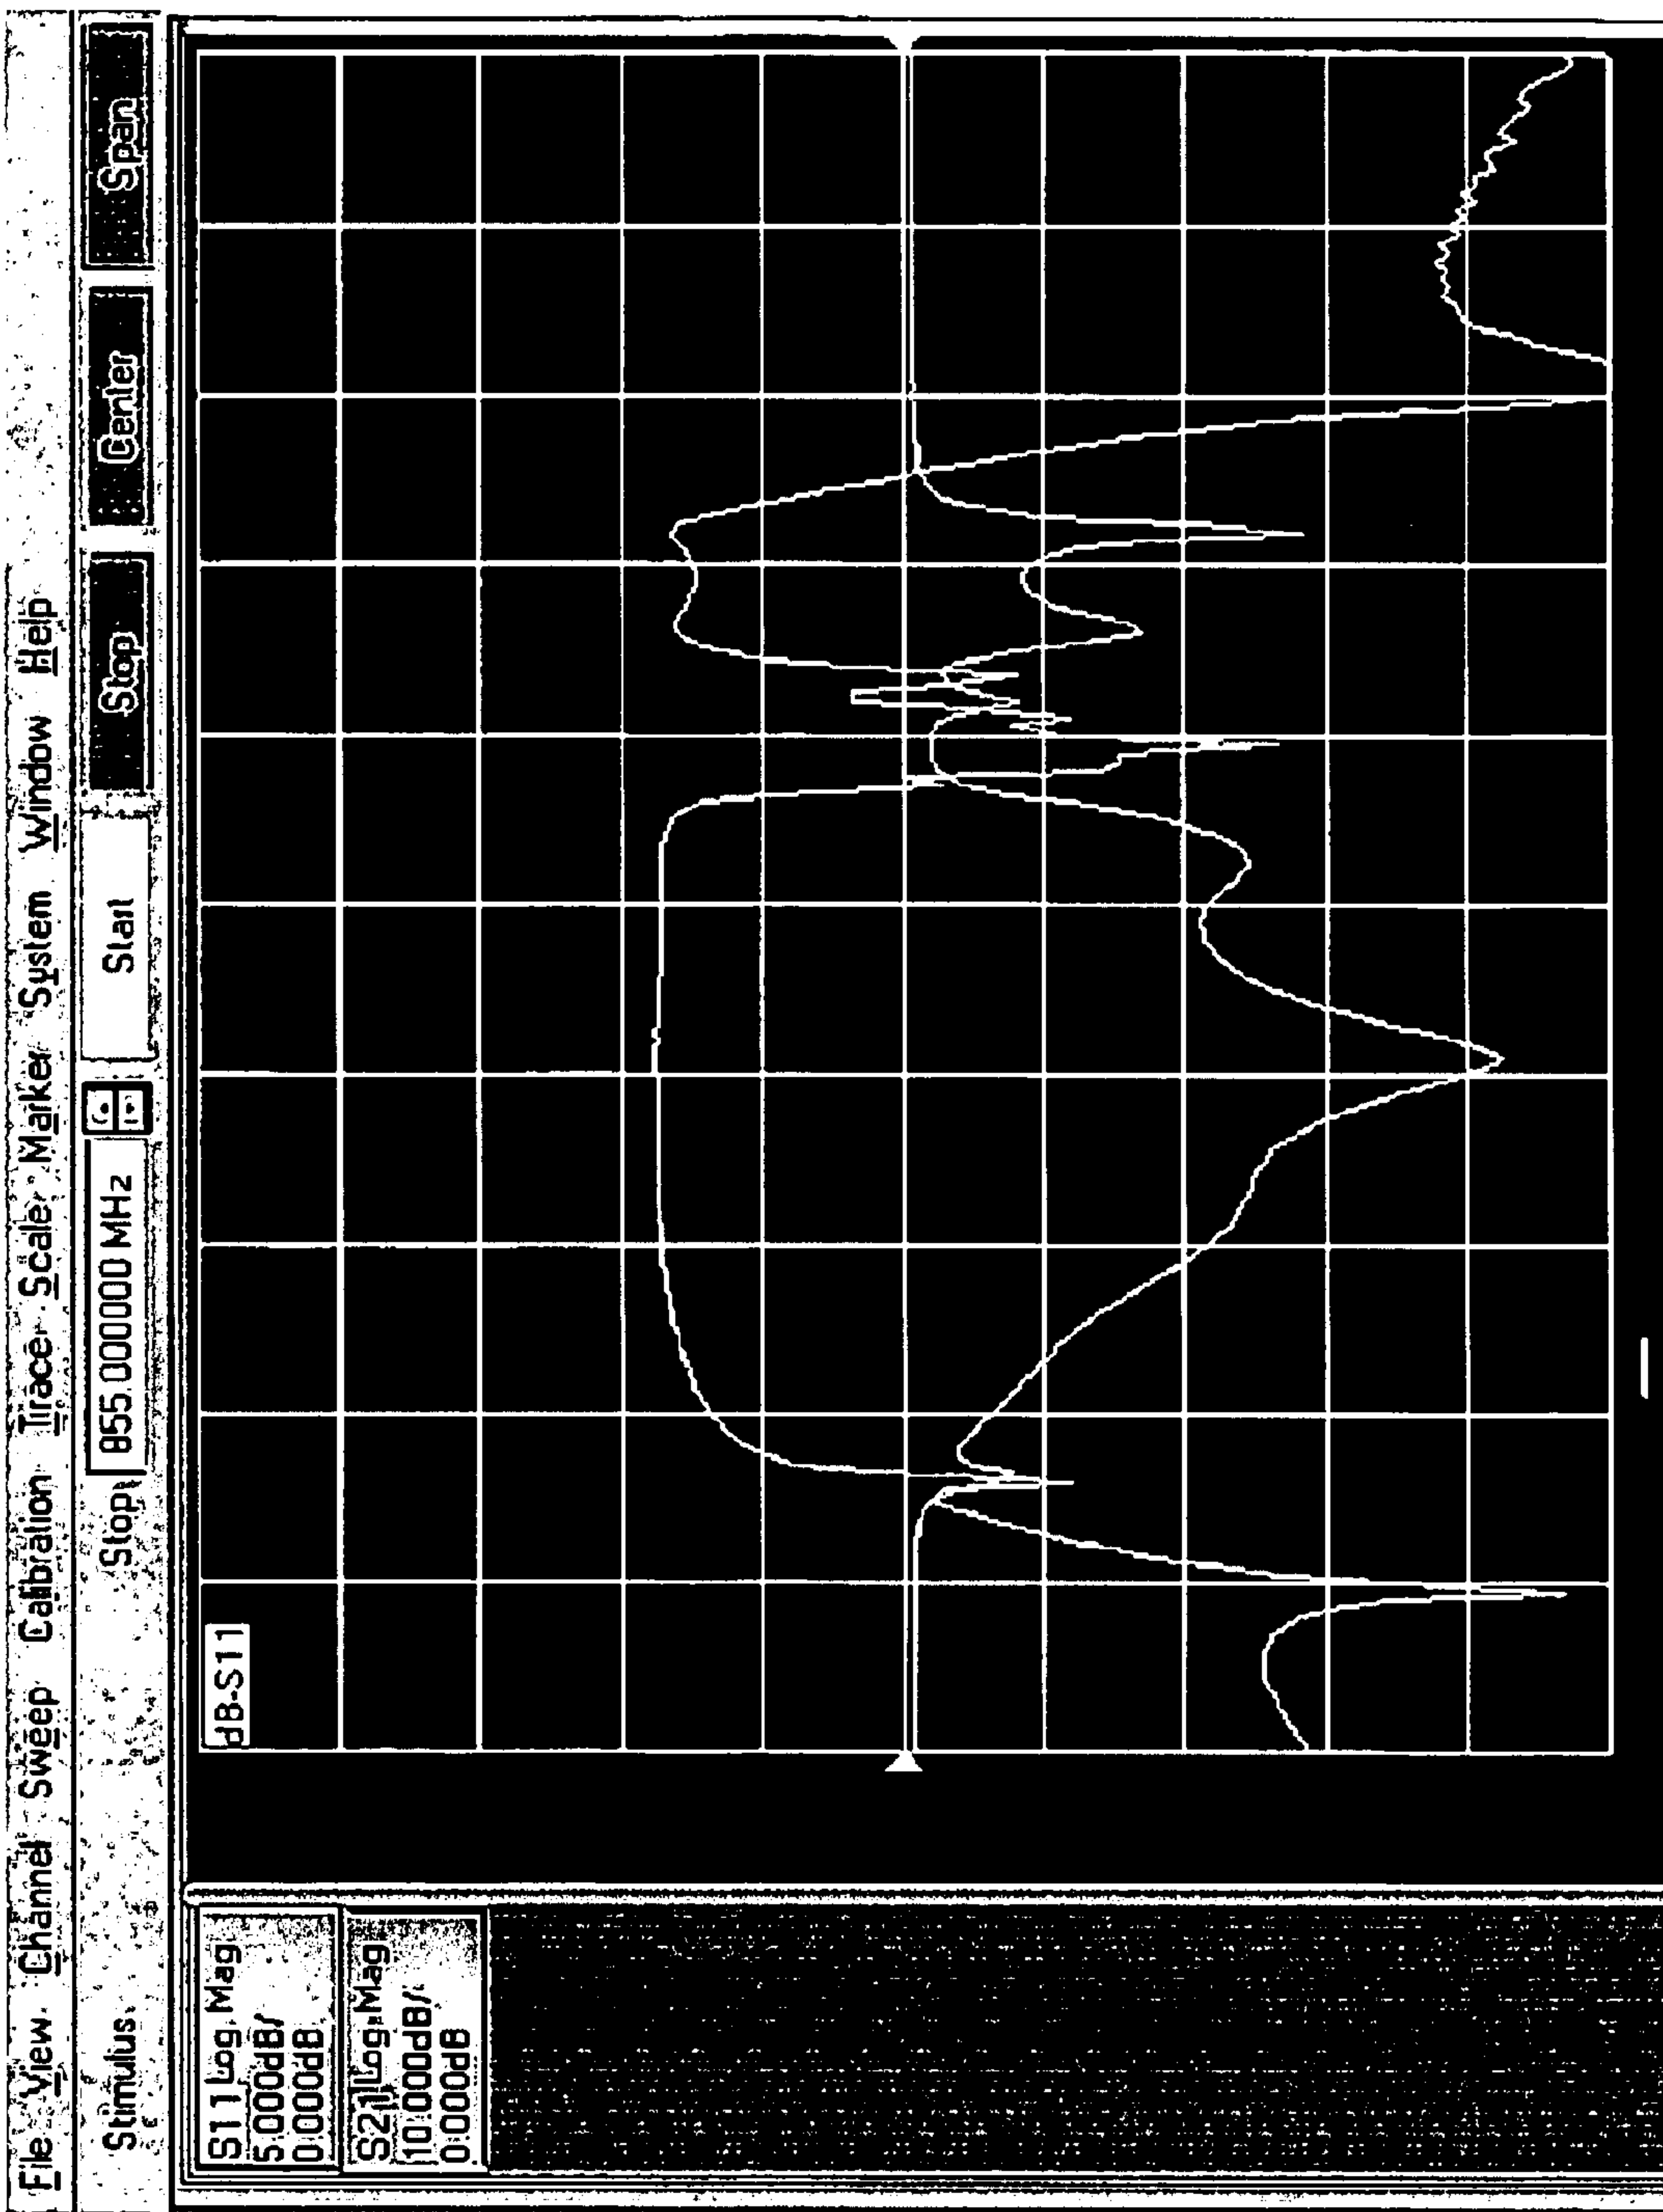 File View Channel Sweep Calibration Trace Scale Marker System Window Help
Stimulus Stop 855.000000 MHz Start Stop Center Span
S11 Log Mag
5.000dB/
0.000dB
S21 Log Mag
10.000dB/
0.000dB
dB-S11